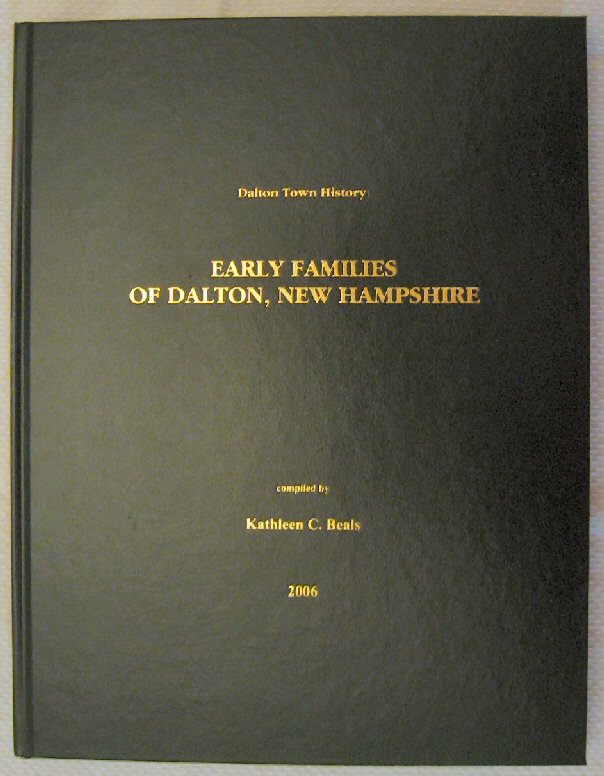 Dalton Town History
EARLY FAMILIES
OF DALTON, NEW HAMPSHIRE
compiled by
Kathleen C. Beals
2006